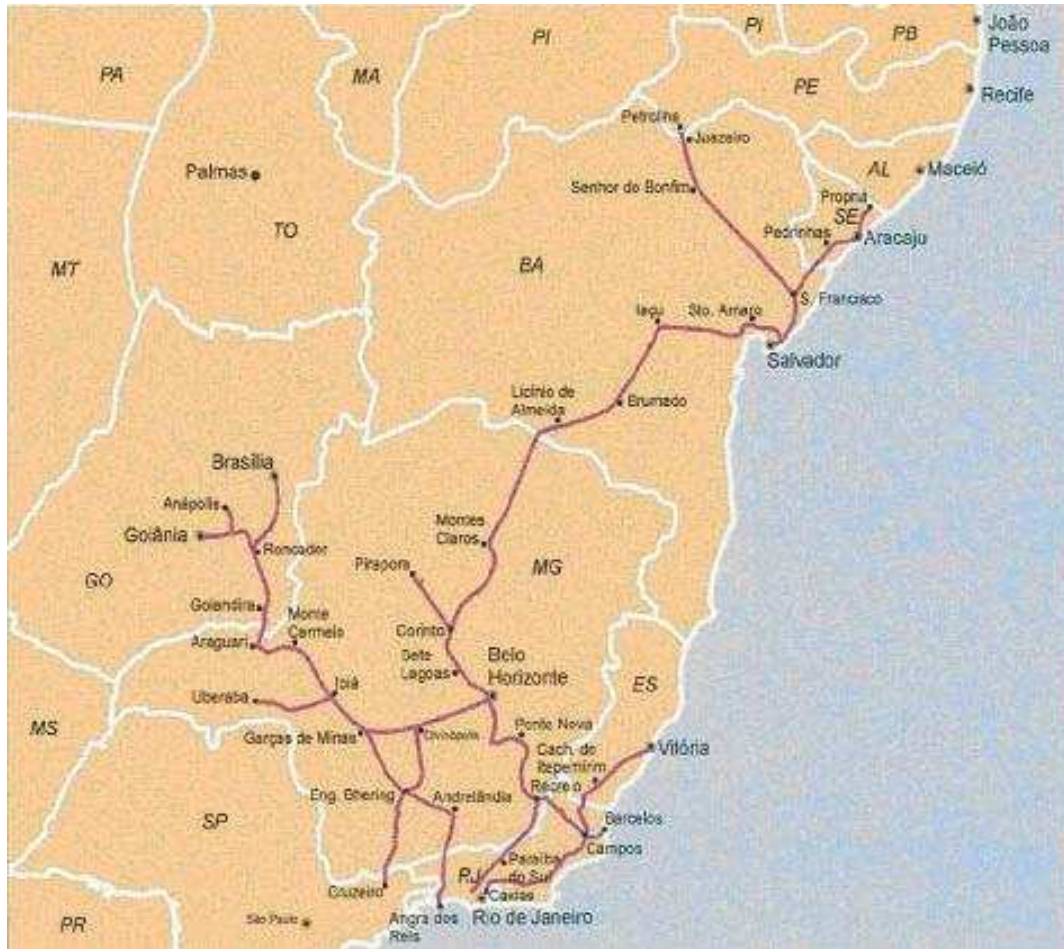 PI
PI
PB
João
Pessoa
PA
MA
PE
Recife
Petrolina
Juazeiro
Palmas
AL
Maceió
Senhor do Bonfim
Propriá
SE
TO
Pedrinhas
Aracaju
MT
BA
S. Francisco
Iaçu
Sto. Amaro
Salvador
Licínio de
Almeida
Brumado
Brasília
Anápolis
Montes
Claros
Goiânia
Roncador
Pirapora
MG
GO
Goiandira
Monte
Carmelo
Corinto
Araguari
Sete
Lagoas
Belo
Horizonte
ES
Uberaba
Ibiá
MS
Ponte Nova
Garças de Minas
Divinópolis
Vitória
Cach. de
Itapemirim
Eng. Bhering
Andrelândia
Recreio
SP
Barcelos
Campos
Paraíba
do Sul
RJ
Cruzeiro
Caxias
PR
São Paulo
Angra dos
Reis
Rio de Janeiro